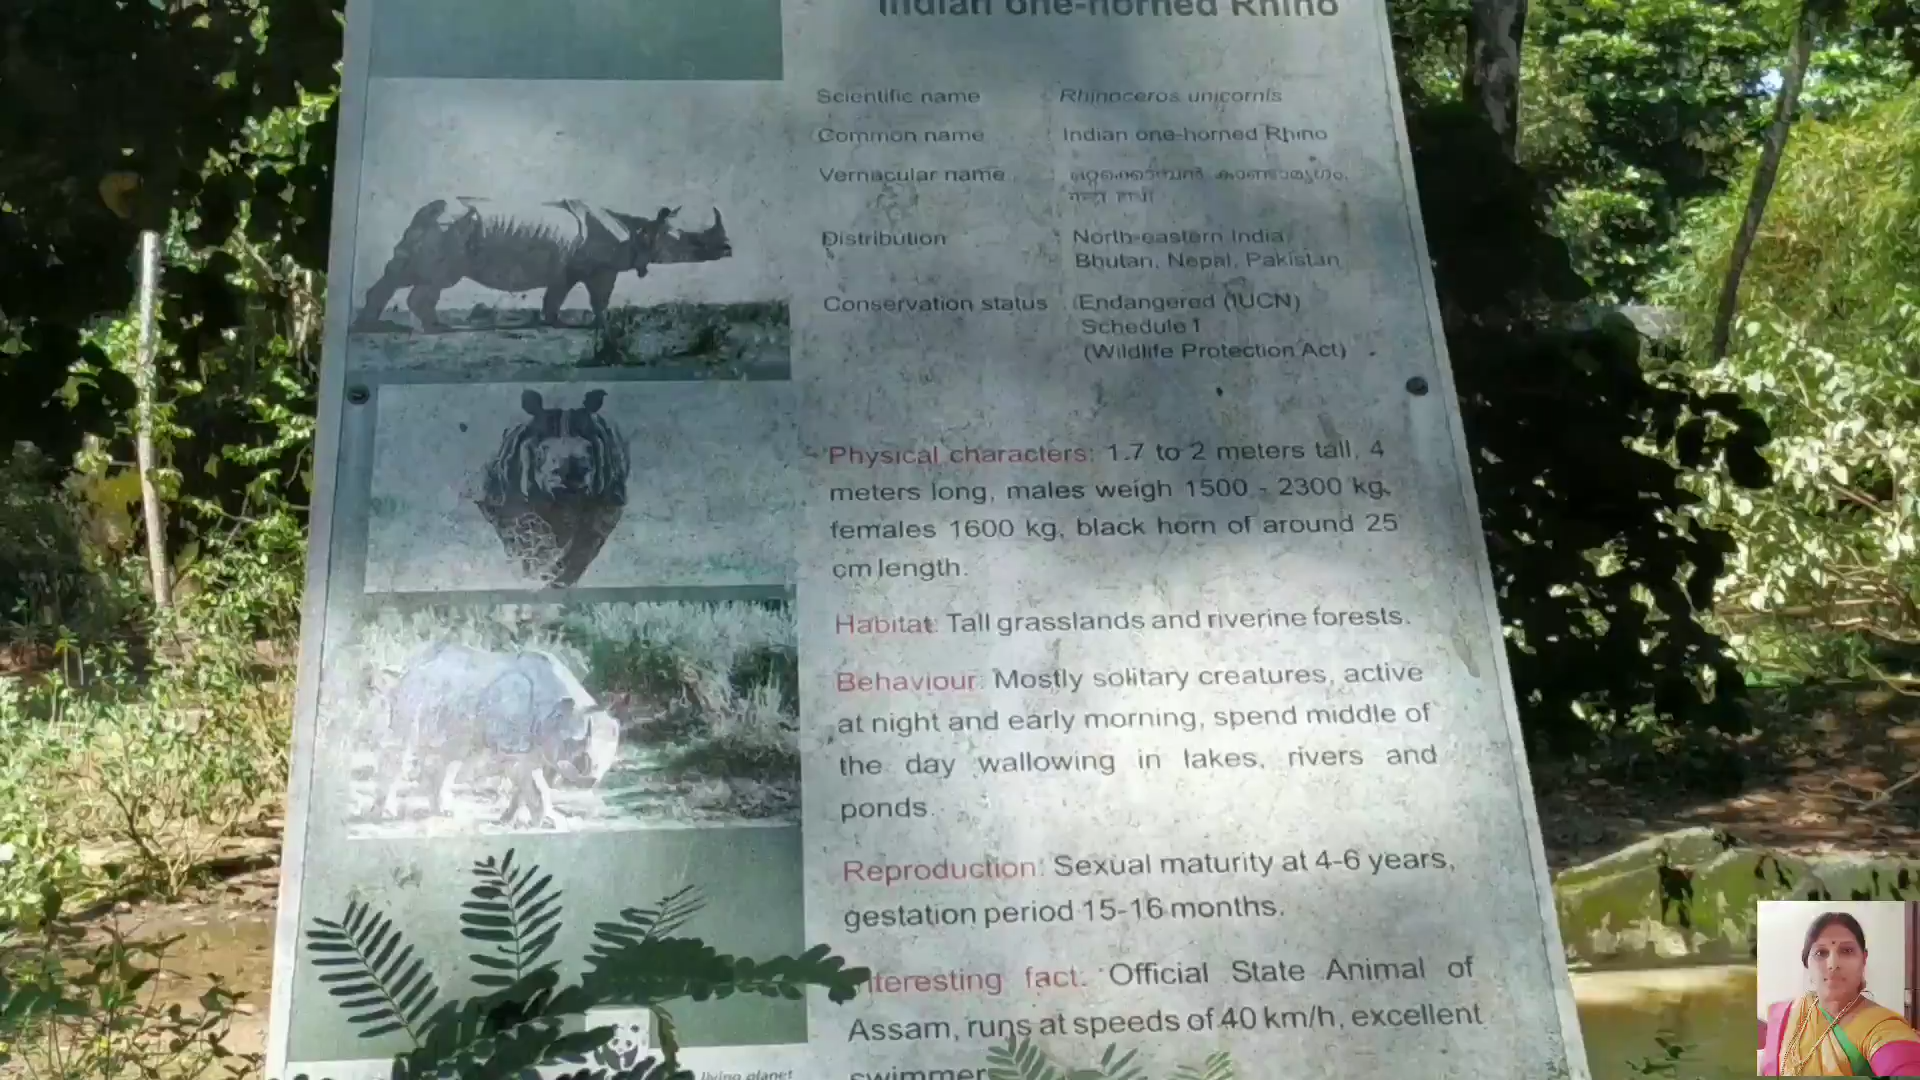 Indian one-horned Rhino
Scientific name : Rhinoceros unicornis
Common name : Indian one-horned Rhino
Vernacular name :
Distribution : North-eastern India
Bhutan, Nepal, Pakistan
Conservation status : Endangered (IUCN)
Schedule 1
(Wildlife Protection Act)
Physical characters: 1.7 to 2 meters tall, 4
meters long, males weigh 1500 - 2300 kg,
females 1600 kg, black horn of around 25
cm length.
Habitat: Tall grasslands and riverine forests.
Behaviour: Mostly solitary creatures, active
at night and early morning, spend middle of
the day wallowing in lakes, rivers and
ponds.
Reproduction: Sexual maturity at 4-6 years,
gestation period 15-16 months.
Interesting fact: Official State Animal of
Assam, runs at speeds of 40 km/h, excellent
swimmer
living planet